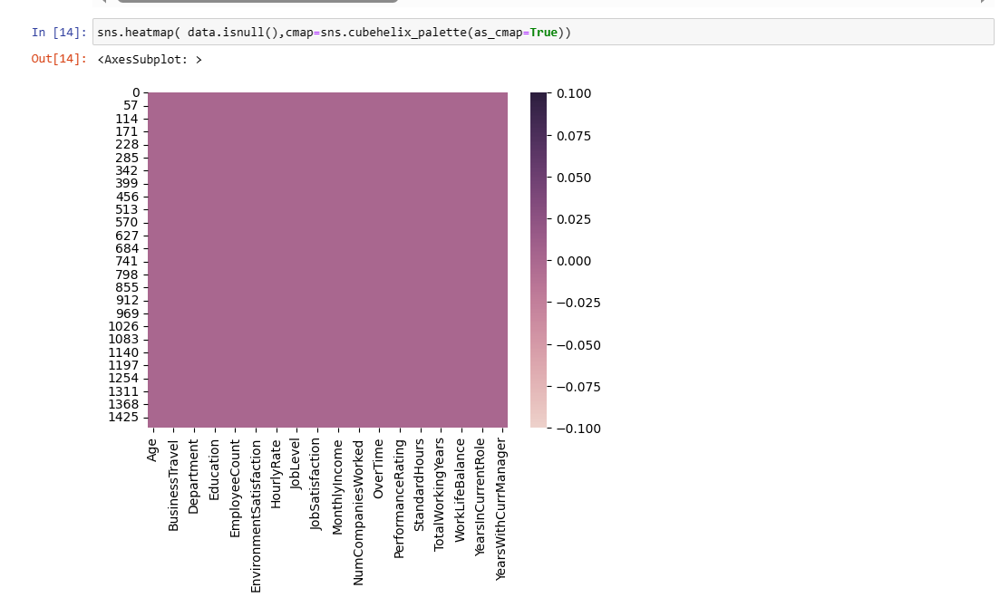 In [14]: sns.heatmap( data.isnull(),cmap=sns.cubehelix_palette(as_cmap=True))
Out[14]: <AxesSubplot: >
0
57
114
171
228
285
342
399
456
513
570
627
684
741
798
855
912
969
1026
1083
1140
1197
1254
1311
1368
1425
0.100
0.075
0.050
0.025
0.000
−0.025
−0.050
−0.075
−0.100
Age
BusinessTravel
Department
Education
EmployeeCount
EnvironmentSatisfaction
HourlyRate
JobLevel
JobSatisfaction
MonthlyIncome
NumCompaniesWorked
OverTime
PerformanceRating
StandardHours
TotalWorkingYears
WorkLifeBalance
YearsInCurrentRole
YearsWithCurrManager